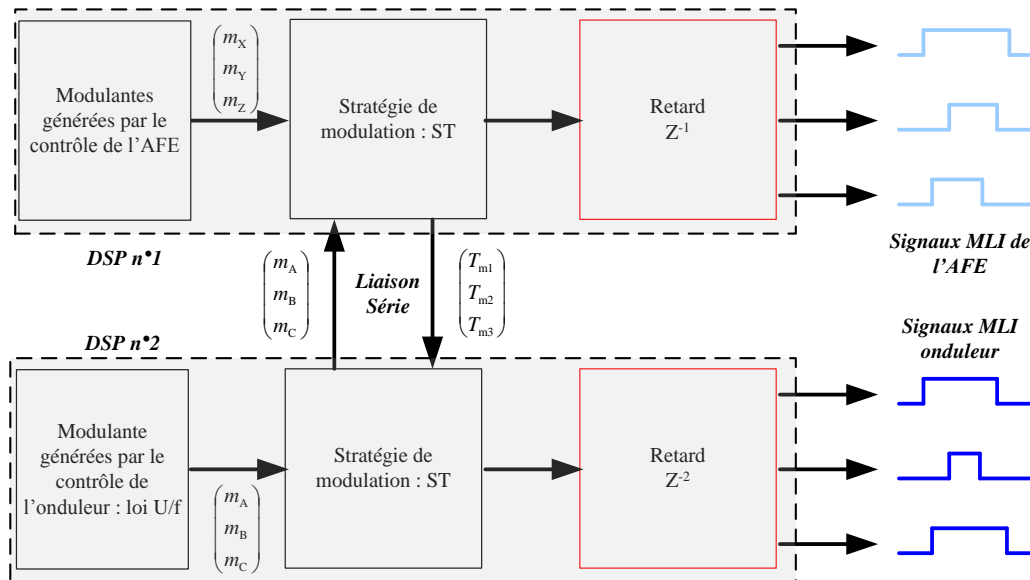 Modulantes
générées par le
contrôle de l’AFE
m_X
m_Y
m_Z
Stratégie de
modulation : ST
Retard
Z⁻¹
DSP n•1
m_A
m_B
m_C
Liaison
Série
T_m1
T_m2
T_m3
Signaux MLI de
l’AFE
DSP n•2
Signaux MLI
onduleur
Modulante
générées par le
contrôle de
l’onduleur : loi U/f
m_A
m_B
m_C
Stratégie de
modulation : ST
Retard
Z⁻²